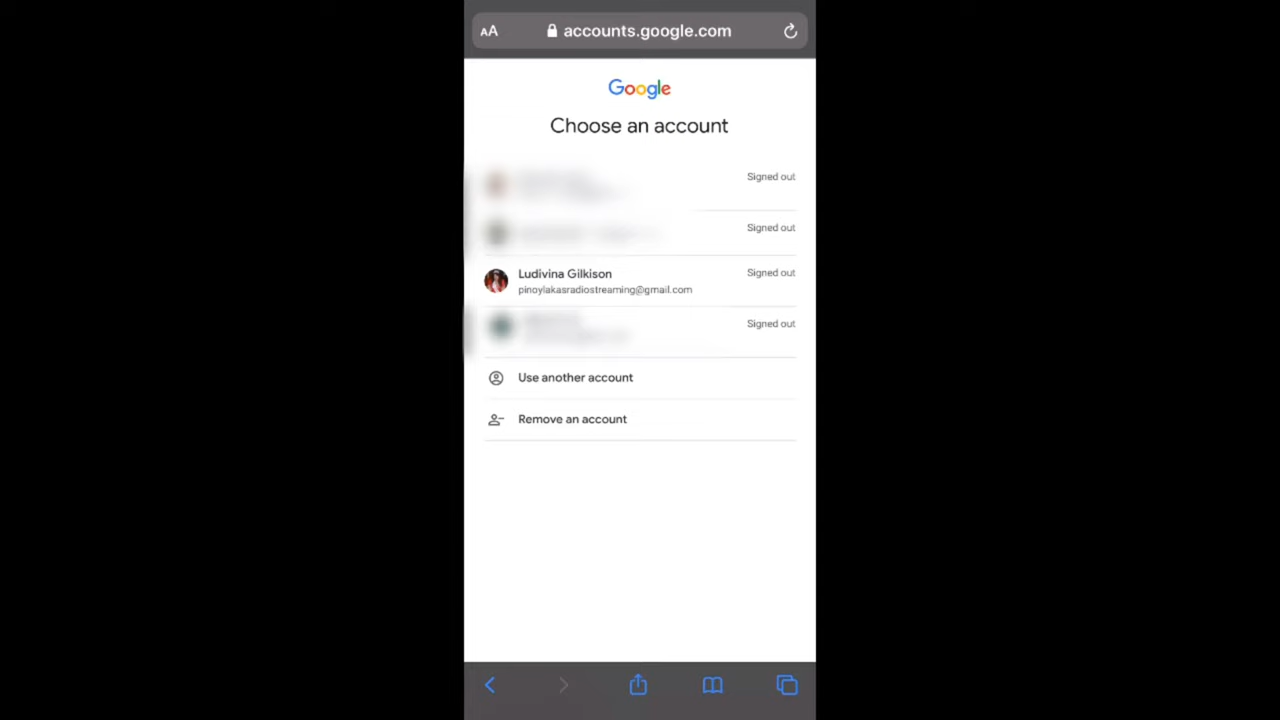 AA accounts.google.com
Google
Choose an account
Signed out
Signed out
Ludivina Gilkison Signed out
pinoylakasradiostreaming@gmail.com
Signed out
Use another account
Remove an account